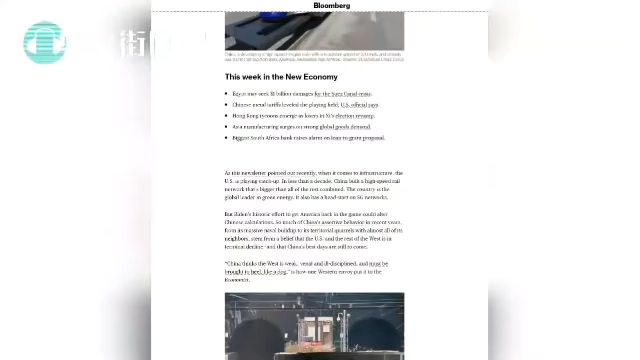 Bloomberg
This week in the New Economy
Egypt may seek $1 billion damages for the Suez Canal repus.
Chinese metal tariffs leveled the playing field, U.S. official says.
Hong Kong tycoons emerge as losers in Xi's election revamp.
Asia manufacturing surges on strong global goods demand.
Biggest South Africa bank raises alarm on loan to green proposal.
As this newsletter pointed out recently, when it comes to infrastructure, the
U.S. is playing catch-up. In less than a decade, China built a high-speed rail
network that's bigger than all of the rest combined. The country is the
global leader in green energy. It also has a head-start on 5G networks.
But Biden's historic effort to get America back in the game could alter
Chinese calculations. So much of China's assertive behavior in recent years,
from its massive naval buildup to its territorial quarrels with almost all of its
neighbors, stem from a belief that the U.S. and the rest of the West is in
terminal decline—and that China's best days are still to come.
"China thinks the West is weak, venal and ill-disciplined, and must be
brought to heel, like a dog," is how one Western envoy put it to the
Economist.